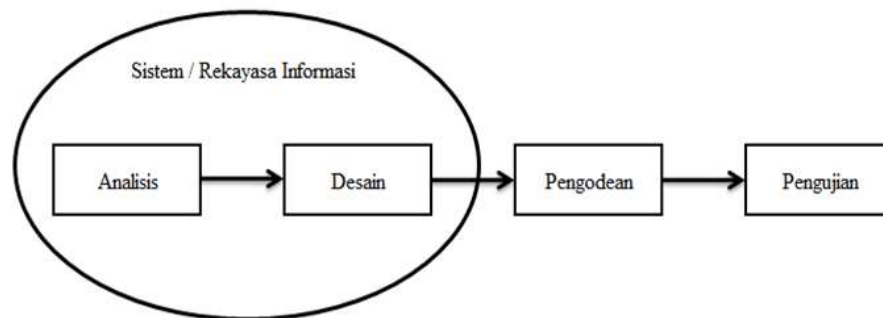 Sistem / Rekayasa Informasi
Analisis
Desain
Pengodean
Pengujian